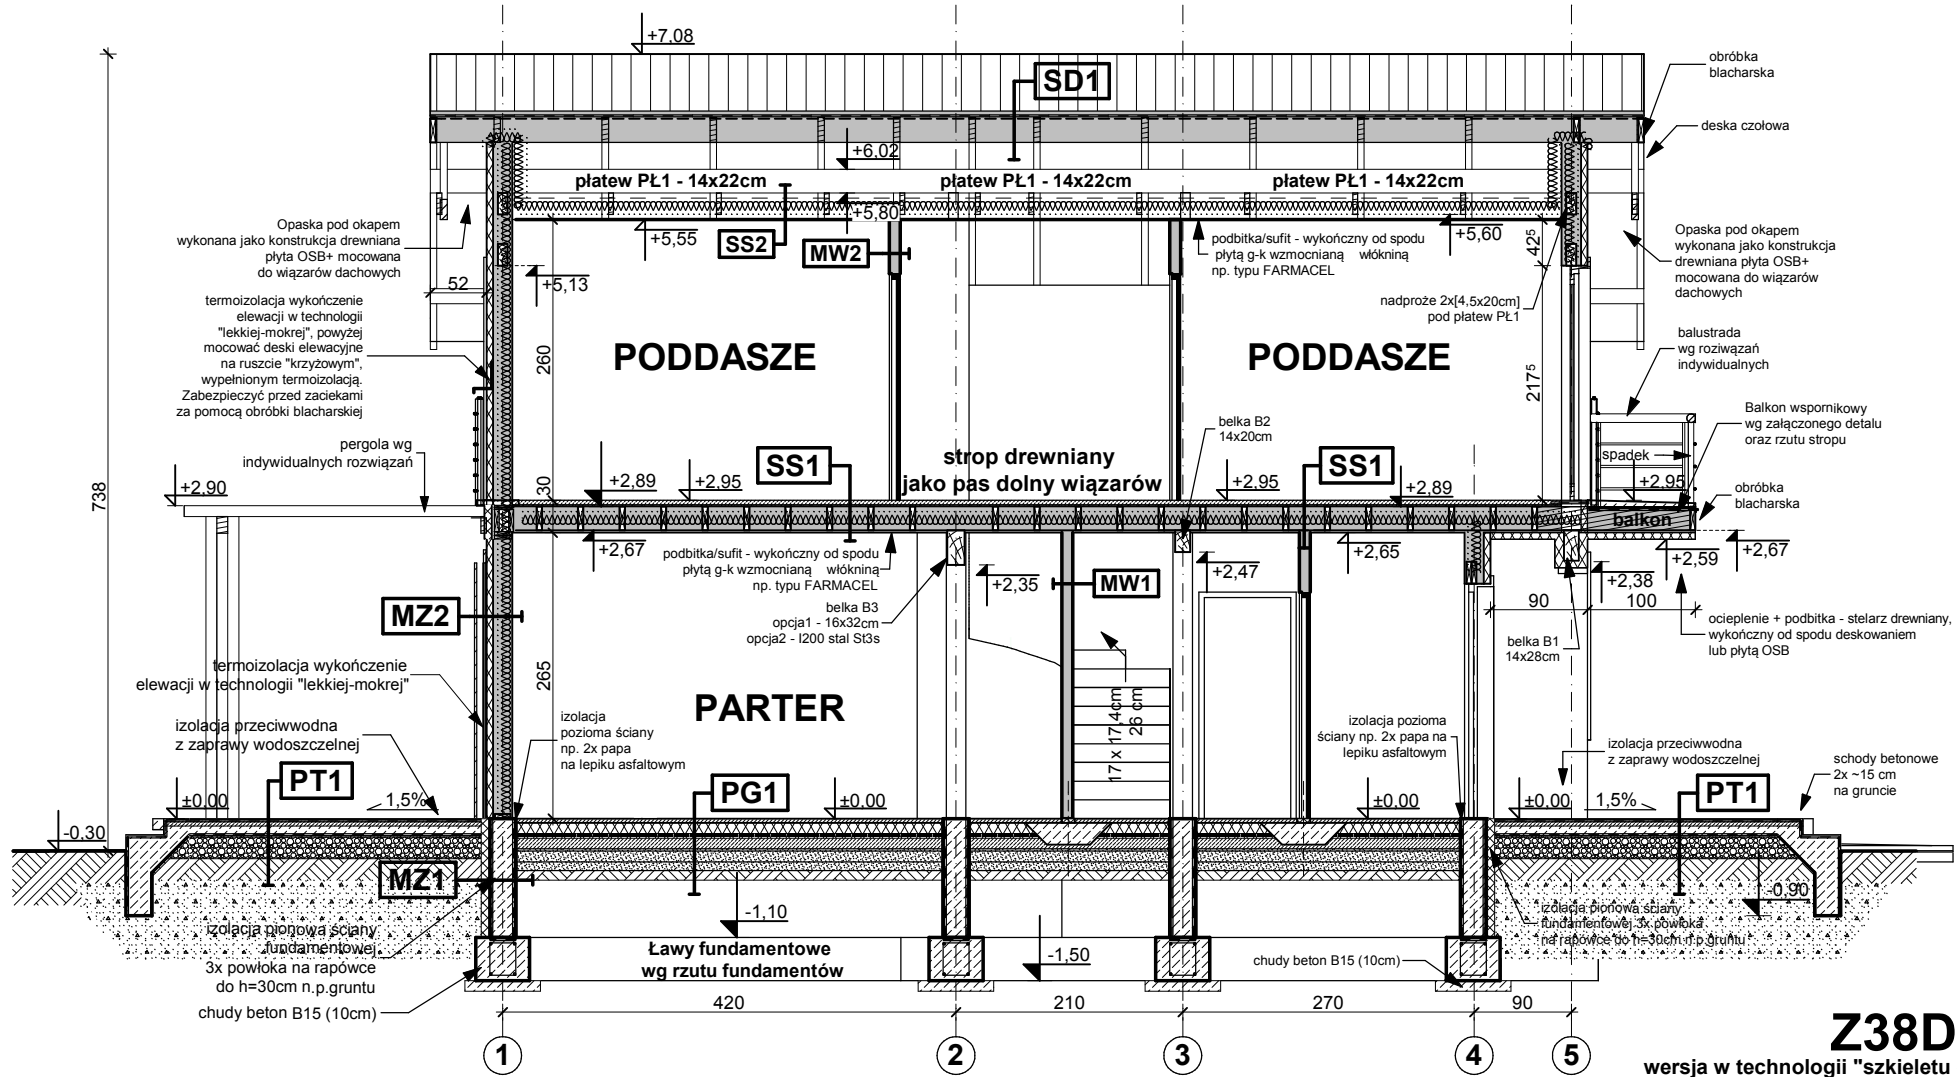 +7,08
SD1
obróbka
blacharska
deska czołowa
+6.02
płatew PŁ1 - 14x22cm
płatew PŁ1 - 14x22cm
płatew PŁ1 - 14x22cm
+5,80
+5,55
SS2
MW2
+5,60
42⁵
Opaska pod okapem
wykonana jako konstrukcja drewniana
płyta OSB+ mocowana
do wiązarów dachowych
podbitka/sufit - wykończny od spodu
płytą g-k wzmocnianą włókniną
np. typu FARMACEL
Opaska pod okapem
wykonana jako konstrukcja
drewniana płyta OSB+
mocowana do wiązarów
dachowych
52
+5,13
nadproże 2x[4,5x20cm]
pod płatew PŁ1
termoizolacja wykończenie
elewacji w technologii
"lekkiej-mokrej", powyżej
mocować deski elewacyjne
na ruszcie "krzyżowym",
wypełnionym termoizolacją.
Zabezpieczyć przed zaciekami
za pomocą obróbki blacharskiej
260
PODDASZE
PODDASZE
217⁵
balustrada
wg roziwązań
indywidualnych
belka B2
14x20cm
Balkon wspornikowy
wg załączonego detalu
oraz rzutu stropu
pergola wg
indywidualnych rozwiązań
738
+2,90
30
+2,89
+2,95
SS1
strop drewniany
jako pas dolny wiązarów
+2,95
SS1
+2,89
spadek
+2,95
obróbka
blacharska
balkon
+2,67
podbitka/sufit - wykończny od spodu
płytą g-k wzmocnianą włókniną
np. typu FARMACEL
+2,35
MW1
+2,47
+2,65
+2,38
+2,59
+2,67
90
100
MZ2
belka B3
opcja1 - 16x32cm
opcja2 - I200 stal St3s
belka B1
14x28cm
ocieplenie + podbitka - stelarz drewniany,
wykończny od spodu deskowaniem
lub płytą OSB
termoizolacja wykończenie
elewacji w technologii "lekkiej-mokrej"
265
PARTER
17 x 17,4cm
26 cm
izolacja przeciwwodna
z zaprawy wodoszczelnej
izolacja
pozioma ściany
np. 2x papa
na lepiku asfaltowym
izolacja pozioma
ściany np. 2x papa na
lepiku asfaltowym
izolacja przeciwwodna
z zaprawy wodoszczelnej
schody betonowe
2x ~15 cm
na gruncie
PT1
PG1
PT1
±0.00
1,5%
±0.00
±0.00
±0.00
1,5%
-0.30
MZ1
-0,90
-1,10
izolacja pionowa ściany
fundamentowej
3x powłoka na rapówce
do h=30cm n.p.gruntu
izolacja pionowa ściany
fundamentowej 3x powłoka
na rapówce do h=30cm n.p.gruntu
Ławy fundamentowe
wg rzutu fundamentów
-1,50
chudy beton B15 (10cm)
chudy beton B15 (10cm)
420
210
270
90
1
2
3
4
5
Z38D
wersja w technologii "szkieletu